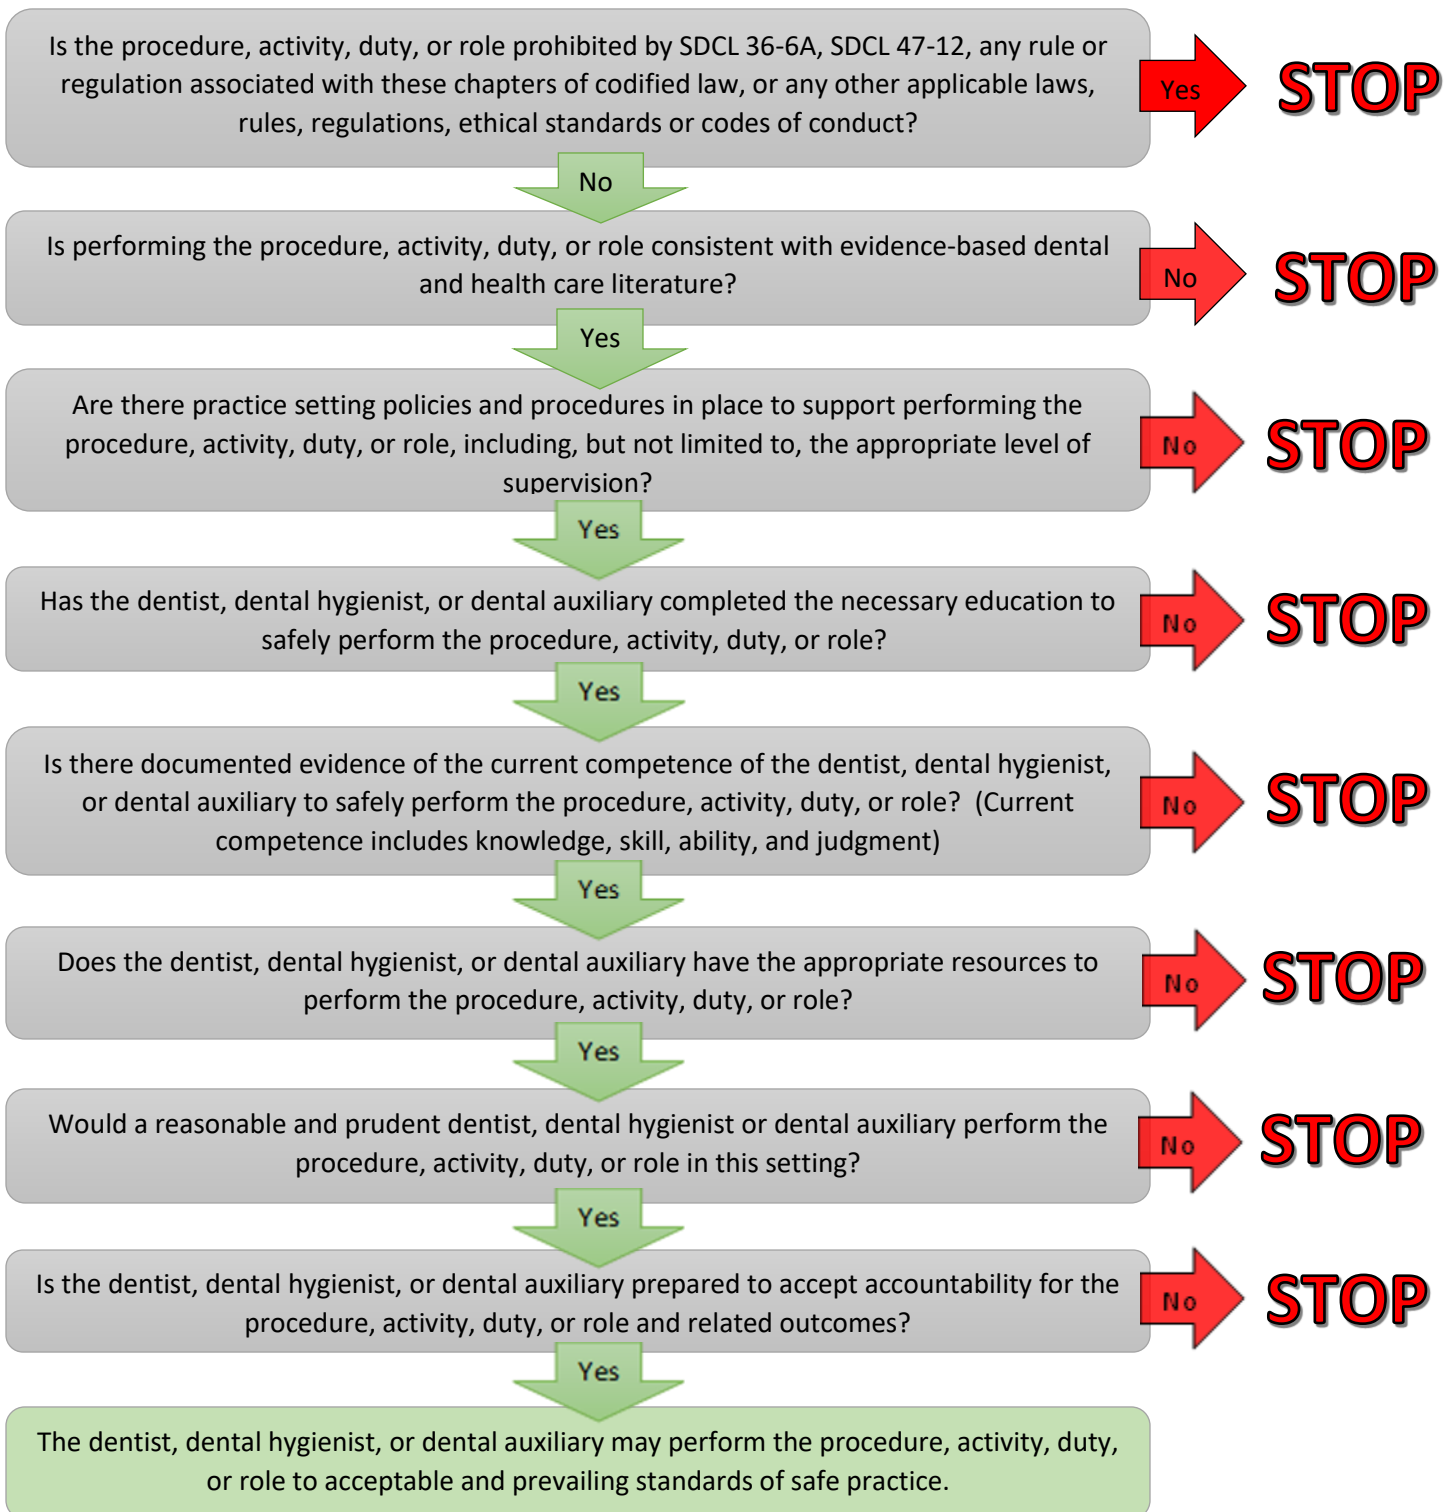 Is the procedure, activity, duty, or role prohibited by SDCL 36-6A, SDCL 47-12, any rule or
regulation associated with these chapters of codified law, or any other applicable laws,
rules, regulations, ethical standards or codes of conduct?
Yes
STOP
No
Is performing the procedure, activity, duty, or role consistent with evidence-based dental
and health care literature?
No
STOP
Yes
Are there practice setting policies and procedures in place to support performing the
procedure, activity, duty, or role, including, but not limited to, the appropriate level of
supervision?
No
STOP
Yes
Has the dentist, dental hygienist, or dental auxiliary completed the necessary education to
safely perform the procedure, activity, duty, or role?
No
STOP
Yes
Is there documented evidence of the current competence of the dentist, dental hygienist,
or dental auxiliary to safely perform the procedure, activity, duty, or role? (Current
competence includes knowledge, skill, ability, and judgment)
No
STOP
Yes
Does the dentist, dental hygienist, or dental auxiliary have the appropriate resources to
perform the procedure, activity, duty, or role?
No
STOP
Yes
Would a reasonable and prudent dentist, dental hygienist or dental auxiliary perform the
procedure, activity, duty, or role in this setting?
No
STOP
Yes
Is the dentist, dental hygienist, or dental auxiliary prepared to accept accountability for the
procedure, activity, duty, or role and related outcomes?
No
STOP
Yes
The dentist, dental hygienist, or dental auxiliary may perform the procedure, activity, duty,
or role to acceptable and prevailing standards of safe practice.